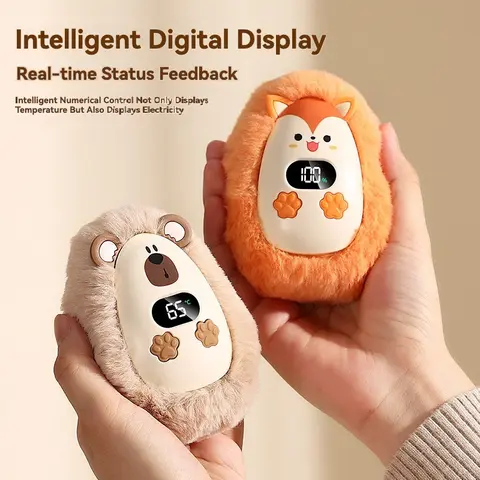 Intelligent Digital Display
Real-time Status Feedback
Intelligent Numerical Control Not Only Displays
Temperature But Also Displays Electricity
100%
65°C